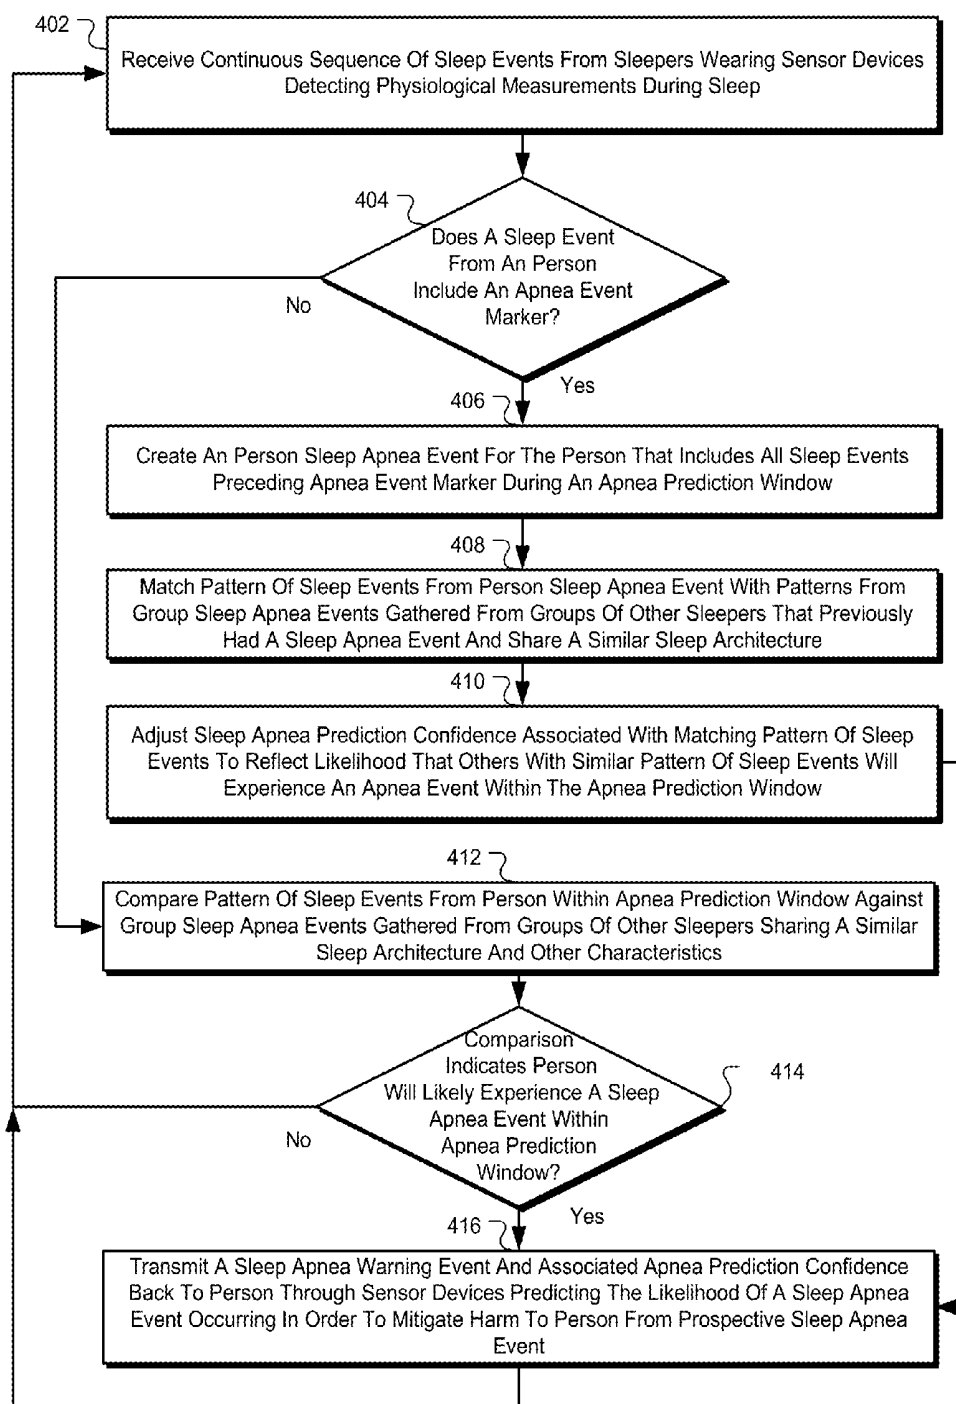 402
Receive Continuous Sequence Of Sleep Events From Sleepers Wearing Sensor Devices
Detecting Physiological Measurements During Sleep
404
Does A Sleep Event
From An Person
Include An Apnea Event
Marker?
No
Yes
406
Create An Person Sleep Apnea Event For The Person That Includes All Sleep Events
Preceding Apnea Event Marker During An Apnea Prediction Window
408
Match Pattern Of Sleep Events From Person Sleep Apnea Event With Patterns From
Group Sleep Apnea Events Gathered From Groups Of Other Sleepers That Previously
Had A Sleep Apnea Event And Share A Similar Sleep Architecture
410
Adjust Sleep Apnea Prediction Confidence Associated With Matching Pattern Of Sleep
Events To Reflect Likelihood That Others With Similar Pattern Of Sleep Events Will
Experience An Apnea Event Within The Apnea Prediction Window
412
Compare Pattern Of Sleep Events From Person Within Apnea Prediction Window Against
Group Sleep Apnea Events Gathered From Groups Of Other Sleepers Sharing A Similar
Sleep Architecture And Other Characteristics
Comparison
Indicates Person
Will Likely Experience A Sleep
Apnea Event Within
Apnea Prediction
Window?
414
No
Yes
416
Transmit A Sleep Apnea Warning Event And Associated Apnea Prediction Confidence
Back To Person Through Sensor Devices Predicting The Likelihood Of A Sleep Apnea
Event Occurring In Order To Mitigate Harm To Person From Prospective Sleep Apnea
Event